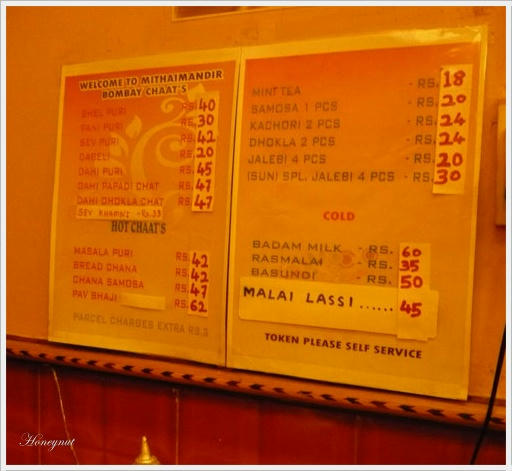 WELCOME TO MITHAIMANDIR
BOMBAY CHAAT'S
BHEL PURI RS. 40
PANI PURI RS. 30
SEV PURI RS. 42
DABELI RS. 20
DAHI PURI RS. 45
DAHI PAPADI CHAT RS. 47
DAHI DHOKLA CHAT RS. 47
SEV KHAMNI - RS.33
HOT CHAAT'S
MASALA PURI RS. 42
BREAD CHANA RS. 42
CHANA SAMOSA RS. 47
PAV BHAJI RS. 62
PARCEL CHARGES EXTRA RS.3
MINT TEA - RS. 18
SAMOSA 1 PCS - RS. 20
KACHORI 2 PCS - RS. 24
DHOKLA 2 PCS - RS. 24
JALEBI 4 PCS - RS. 20
(SUN) SPL. JALEBI 4 PCS - RS. 30
COLD
BADAM MILK - RS. 60
RASMALAI - RS. 35
BASUNDI - RS. 50
MALAI LASSI ...... 45
TOKEN PLEASE SELF SERVICE
Honeynut